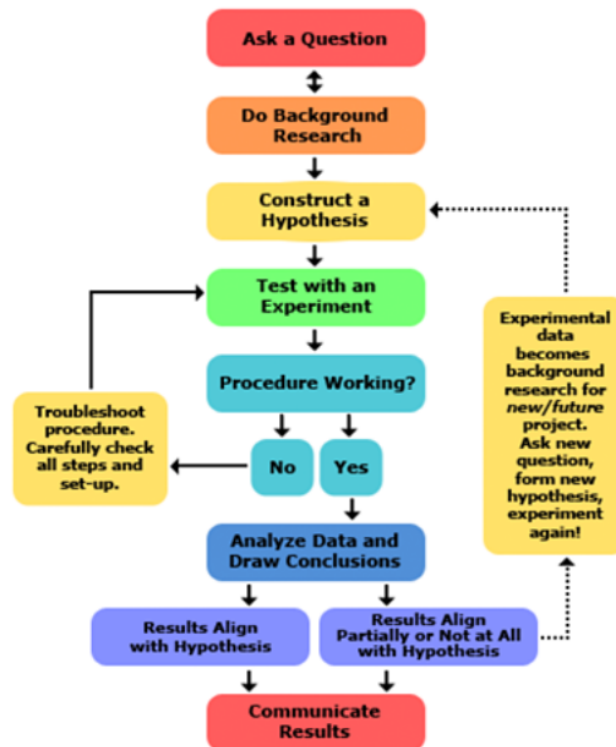 Ask a Question
Do Background
Research
Construct a
Hypothesis
Test with an
Experiment
Procedure Working?
Troubleshoot
procedure.
Carefully check
all steps and
set-up.
No
Yes
Experimental
data
becomes
background
research for
new/future
project.
Ask new
question,
form new
hypothesis,
experiment
again!
Analyze Data and
Draw Conclusions
Results Align
with Hypothesis
Results Align
Partially or Not at All
with Hypothesis
Communicate
Results